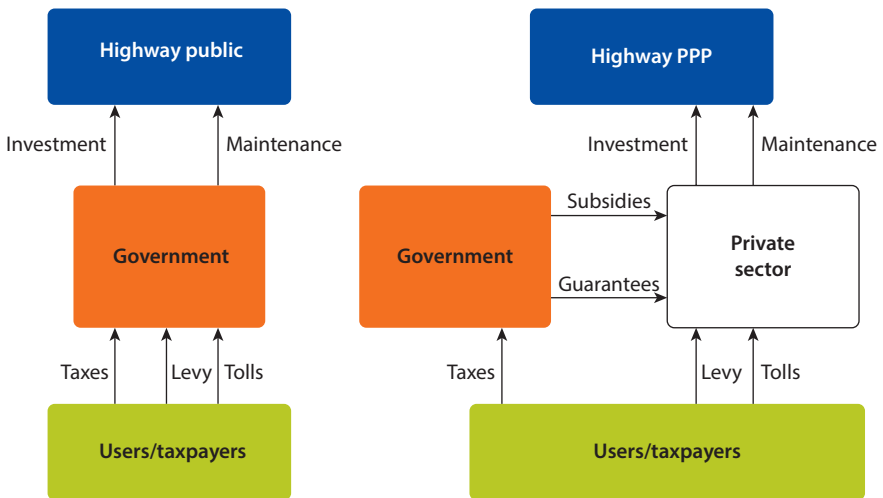 Highway public
Highway PPP
Investment
Maintenance
Investment
Maintenance
Government
Government
Subsidies
Guarantees
Private
sector
Taxes
Levy
Tolls
Taxes
Levy
Tolls
Users/taxpayers
Users/taxpayers